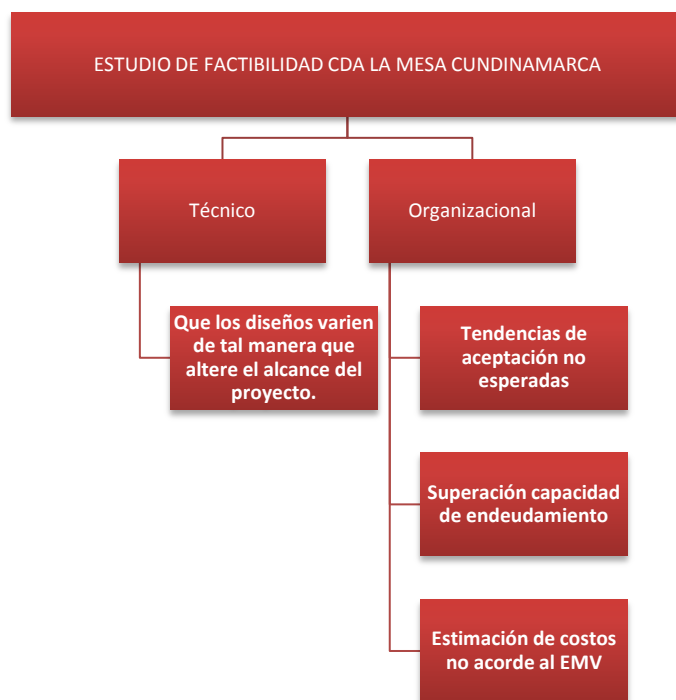 ESTUDIO DE FACTIBILIDAD CDA LA MESA CUNDINAMARCA
Técnico
Organizacional
Que los diseños varien
de tal manera que
altere el alcance del
proyecto.
Tendencias de
aceptación no
esperadas
Superación capacidad
de endeudamiento
Estimación de costos
no acorde al EMV